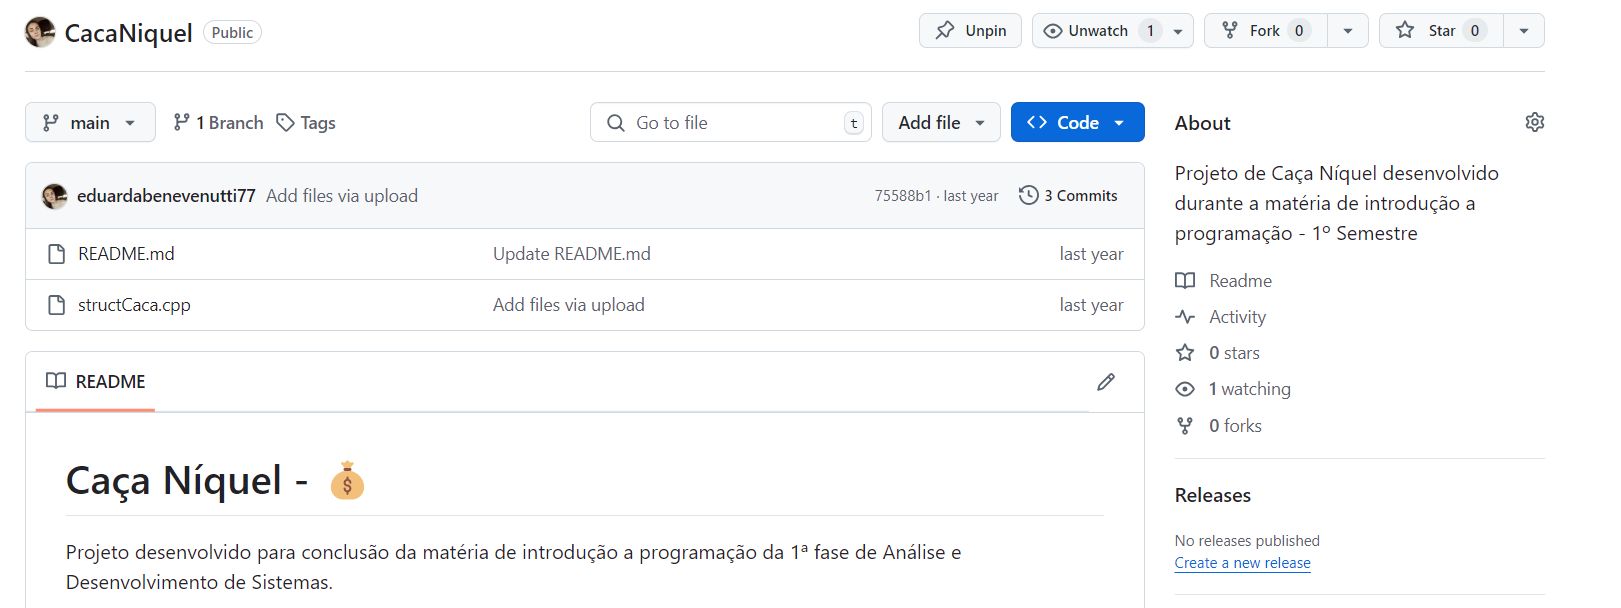 CacaNiquel Public Unpin Unwatch 1 Fork 0 Star 0
main 1 Branch Tags Go to file t Add file Code
eduardabenevenutti77 Add files via upload 75588b1 · last year 3 Commits
README.md Update README.md last year
structCaca.cpp Add files via upload last year
README
Caça Níquel - 💰
Projeto desenvolvido para conclusão da matéria de introdução a programação da 1ª fase de Análise e
Desenvolvimento de Sistemas.
About
Projeto de Caça Níquel desenvolvido
durante a matéria de introdução a
programação - 1º Semestre
Readme
Activity
0 stars
1 watching
0 forks
Releases
No releases published
Create a new release